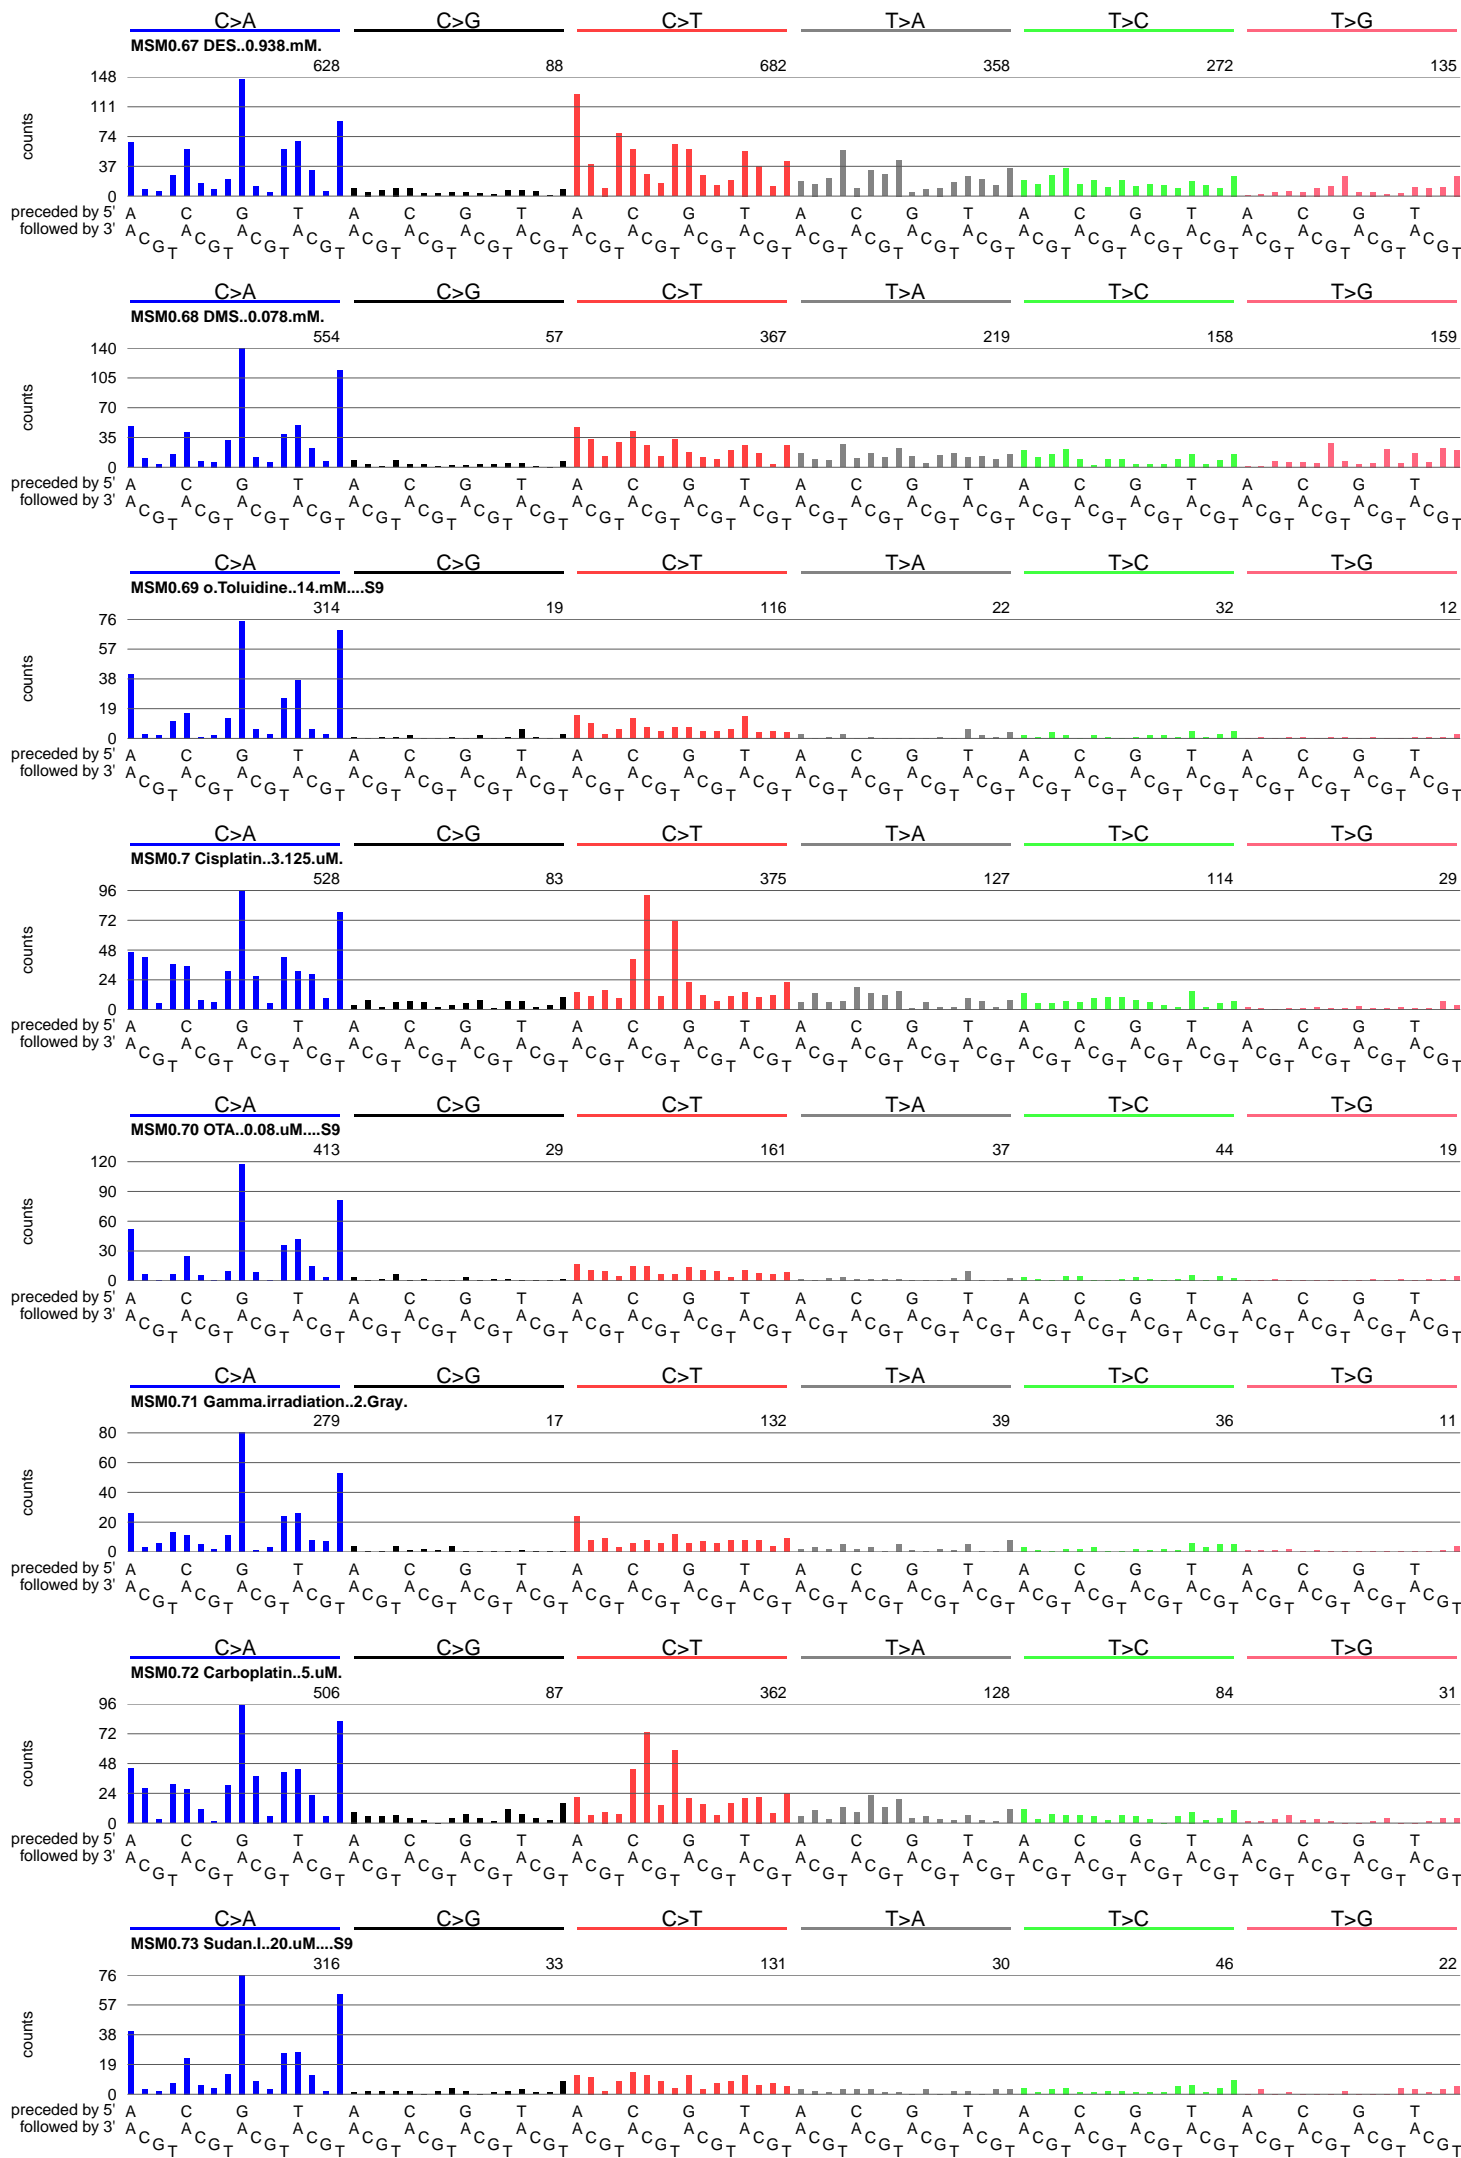 C>A C>G C>T T>A T>C T>G
MSM0.67 DES..0.938.mM.
628 88 682 358 272 135
148
111
74
37
0
counts
preceded by 5' A C G T A C G T A C G T A C G T A C G T A C G T
followed by 3' A C G T A C G T A C G T A C G T A C G T A C G T A C G T A C G T A C G T A C G T A C G T A C G T A C G T A C G T A C G T A C G T A C G T A C G T A C G T A C G T A C G T A C G T A C G T A C G T
C>A C>G C>T T>A T>C T>G
MSM0.68 DMS..0.078.mM.
554 57 367 219 158 159
140
105
70
35
0
counts
preceded by 5' A C G T A C G T A C G T A C G T A C G T A C G T
followed by 3' A C G T A C G T A C G T A C G T A C G T A C G T A C G T A C G T A C G T A C G T A C G T A C G T A C G T A C G T A C G T A C G T A C G T A C G T A C G T A C G T A C G T A C G T A C G T A C G T
C>A C>G C>T T>A T>C T>G
MSM0.69 o.Toluidine..14.mM....S9
314 19 116 22 32 12
76
57
38
19
0
counts
preceded by 5' A C G T A C G T A C G T A C G T A C G T A C G T
followed by 3' A C G T A C G T A C G T A C G T A C G T A C G T A C G T A C G T A C G T A C G T A C G T A C G T A C G T A C G T A C G T A C G T A C G T A C G T A C G T A C G T A C G T A C G T A C G T A C G T
C>A C>G C>T T>A T>C T>G
MSM0.7 Cisplatin..3.125.uM.
528 83 375 127 114 29
96
72
48
24
0
counts
preceded by 5' A C G T A C G T A C G T A C G T A C G T A C G T
followed by 3' A C G T A C G T A C G T A C G T A C G T A C G T A C G T A C G T A C G T A C G T A C G T A C G T A C G T A C G T A C G T A C G T A C G T A C G T A C G T A C G T A C G T A C G T A C G T A C G T
C>A C>G C>T T>A T>C T>G
MSM0.70 OTA..0.08.uM....S9
413 29 161 37 44 19
120
90
60
30
0
counts
preceded by 5' A C G T A C G T A C G T A C G T A C G T A C G T
followed by 3' A C G T A C G T A C G T A C G T A C G T A C G T A C G T A C G T A C G T A C G T A C G T A C G T A C G T A C G T A C G T A C G T A C G T A C G T A C G T A C G T A C G T A C G T A C G T A C G T
C>A C>G C>T T>A T>C T>G
MSM0.71 Gamma.irradiation..2.Gray.
279 17 132 39 36 11
80
60
40
20
0
counts
preceded by 5' A C G T A C G T A C G T A C G T A C G T A C G T
followed by 3' A C G T A C G T A C G T A C G T A C G T A C G T A C G T A C G T A C G T A C G T A C G T A C G T A C G T A C G T A C G T A C G T A C G T A C G T A C G T A C G T A C G T A C G T A C G T A C G T
C>A C>G C>T T>A T>C T>G
MSM0.72 Carboplatin..5.uM.
506 87 362 128 84 31
96
72
48
24
0
counts
preceded by 5' A C G T A C G T A C G T A C G T A C G T A C G T
followed by 3' A C G T A C G T A C G T A C G T A C G T A C G T A C G T A C G T A C G T A C G T A C G T A C G T A C G T A C G T A C G T A C G T A C G T A C G T A C G T A C G T A C G T A C G T A C G T A C G T
C>A C>G C>T T>A T>C T>G
MSM0.73 Sudan.I..20.uM....S9
316 33 131 30 46 22
76
57
38
19
0
counts
preceded by 5' A C G T A C G T A C G T A C G T A C G T A C G T
followed by 3' A C G T A C G T A C G T A C G T A C G T A C G T A C G T A C G T A C G T A C G T A C G T A C G T A C G T A C G T A C G T A C G T A C G T A C G T A C G T A C G T A C G T A C G T A C G T A C G T